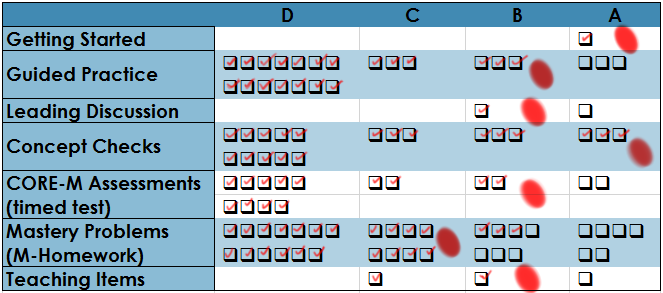 D C B A
Getting Started
Guided Practice
Leading Discussion
Concept Checks
CORE-M Assessments
(timed test)
Mastery Problems
(M-Homework)
Teaching Items